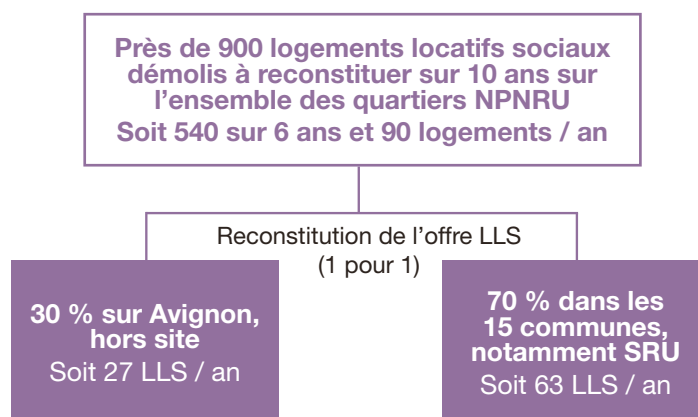 Près de 900 logements locatifs sociaux
démolis à reconstituer sur 10 ans sur
l’ensemble des quartiers NPNRU
Soit 540 sur 6 ans et 90 logements / an
Reconstitution de l’offre LLS
(1 pour 1)
30 % sur Avignon,
hors site
Soit 27 LLS / an
70 % dans les
15 communes,
notamment SRU
Soit 63 LLS / an